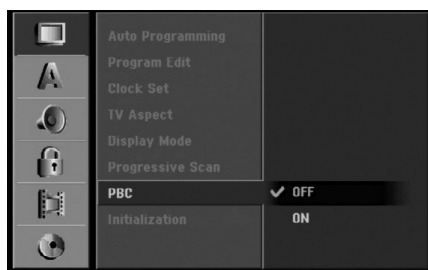 Auto Programming
Program Edit
Clock Set
TV Aspect
Display Mode
Progressive Scan
PBC
OFF
Initialization
ON